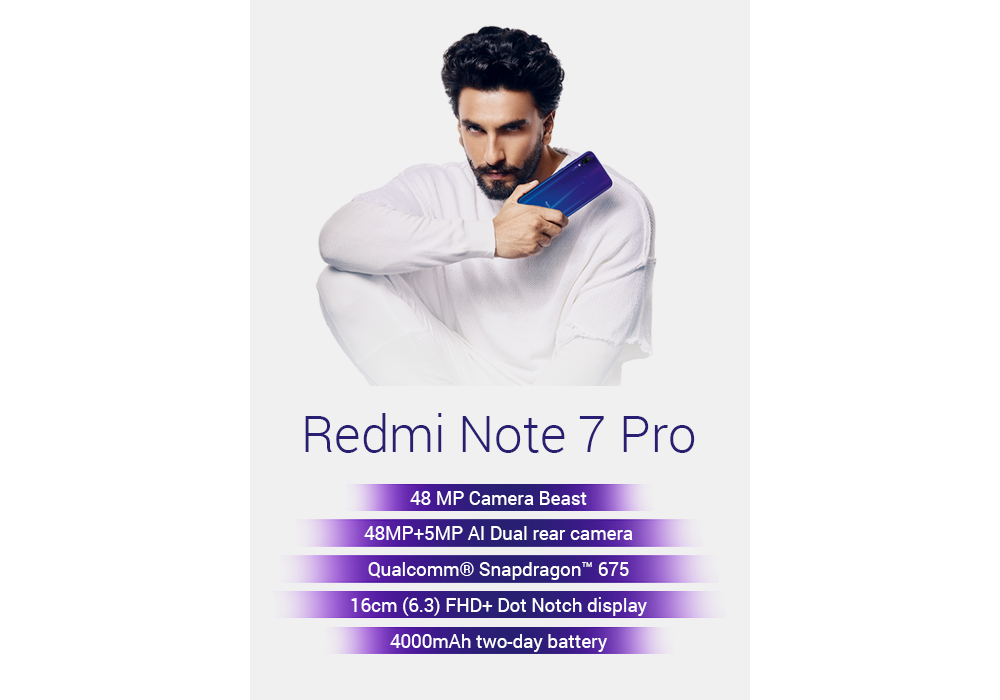 Redmi Note 7 Pro
48 MP Camera Beast
48MP+5MP AI Dual rear camera
Qualcomm® Snapdragon™ 675
16cm (6.3) FHD+ Dot Notch display
4000mAh two-day battery